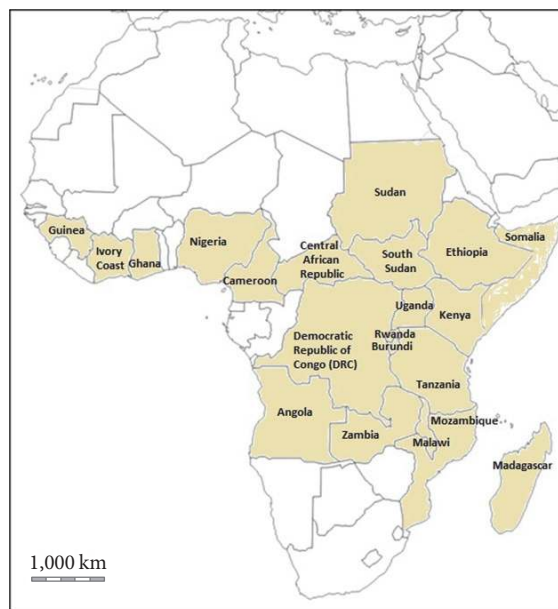 Sudan
Guinea
Ivory
Coast
Ghana
Nigeria
Cameroon
Central
African
Republic
South
Sudan
Ethiopia
Somalia
Uganda
Kenya
Rwanda
Burundi
Democratic
Republic of
Congo (DRC)
Tanzania
Angola
Zambia
Mozambique
Malawi
Madagascar
1,000 km